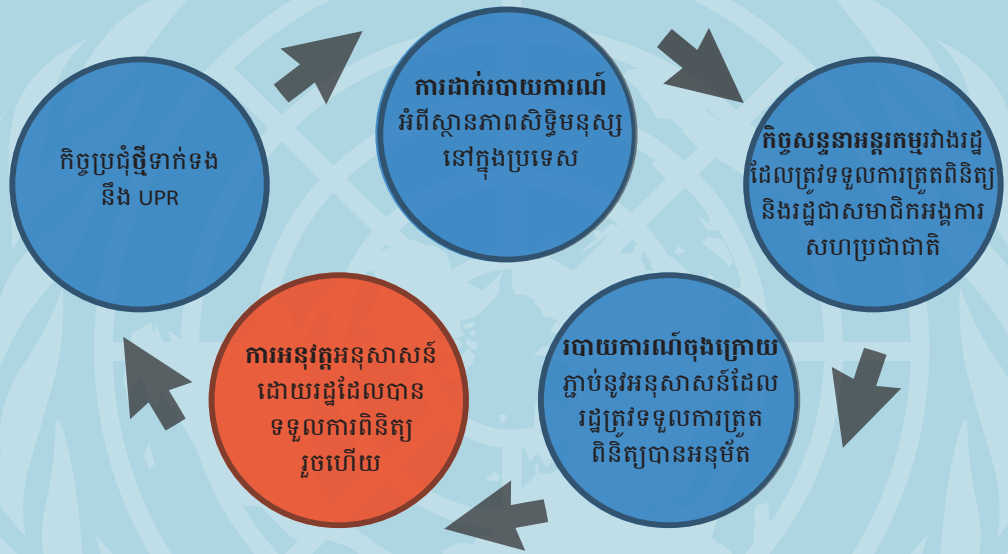 ការដាក់របាយការណ៍
អំពីស្ថានភាពសិទ្ធិមនុស្ស
នៅក្នុងប្រទេស
កិច្ចសន្ទនាអន្តរកម្មរវាងរដ្ឋ
ដែលត្រូវទទួលការត្រួតពិនិត្យ
និងរដ្ឋជាសមាជិកអង្គការ
សហប្រជាជាតិ
របាយការណ៍ចុងក្រោយ
ភ្ជាប់នូវអនុសាសន៍ដែល
រដ្ឋត្រូវទទួលការត្រួត
ពិនិត្យបានអនុម័ត
ការអនុវត្តអនុសាសន៍
ដោយរដ្ឋដែលបាន
ទទួលការពិនិត្យ
រួចហើយ
កិច្ចប្រជុំថ្មីទាក់ទង
នឹង UPR